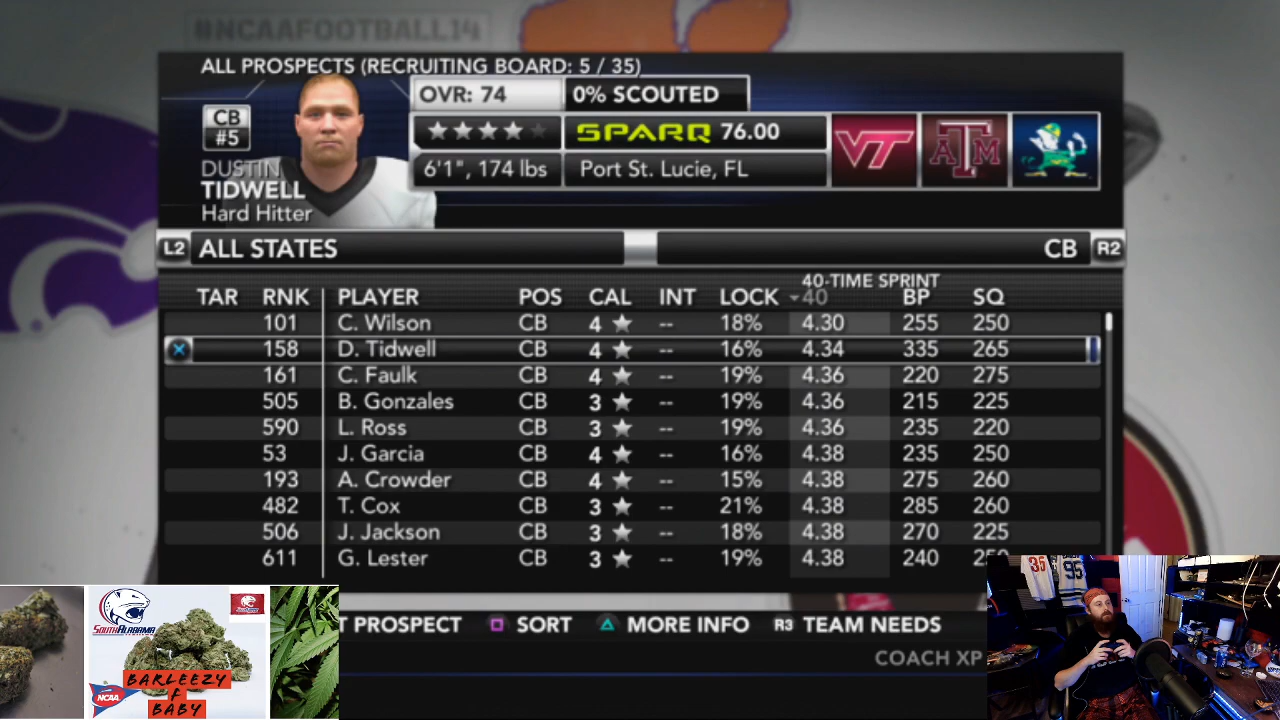 #NCAAFOOTBALL14
ALL PROSPECTS (RECRUITING BOARD: 5 / 35)
OVR: 74 0% SCOUTED
CB
#5
SPARQ 76.00
VT ATM
6'1", 174 lbs Port St. Lucie, FL
DUSTIN
TIDWELL
Hard Hitter
L2 ALL STATES CB R2
40-TIME SPRINT
TAR RNK PLAYER POS CAL INT LOCK 40 BP SQ
101 C. Wilson CB 4 ★ -- 18% 4.30 255 250
158 D. Tidwell CB 4 ★ -- 16% 4.34 335 265
161 C. Faulk CB 4 ★ -- 19% 4.36 220 275
505 B. Gonzales CB 3 ★ -- 19% 4.36 215 225
590 L. Ross CB 3 ★ -- 19% 4.36 235 220
53 J. Garcia CB 4 ★ -- 16% 4.38 235 250
193 A. Crowder CB 4 ★ -- 15% 4.38 275 260
482 T. Cox CB 3 ★ -- 21% 4.38 285 260
506 J. Jackson CB 3 ★ -- 18% 4.38 270 225
611 G. Lester CB 3 ★ -- 19% 4.38 240 250
T PROSPECT SORT MORE INFO R3 TEAM NEEDS
COACH XP
SOUTH ALABAMA
BARLEEZY
F
BABY
NCAA
35
95